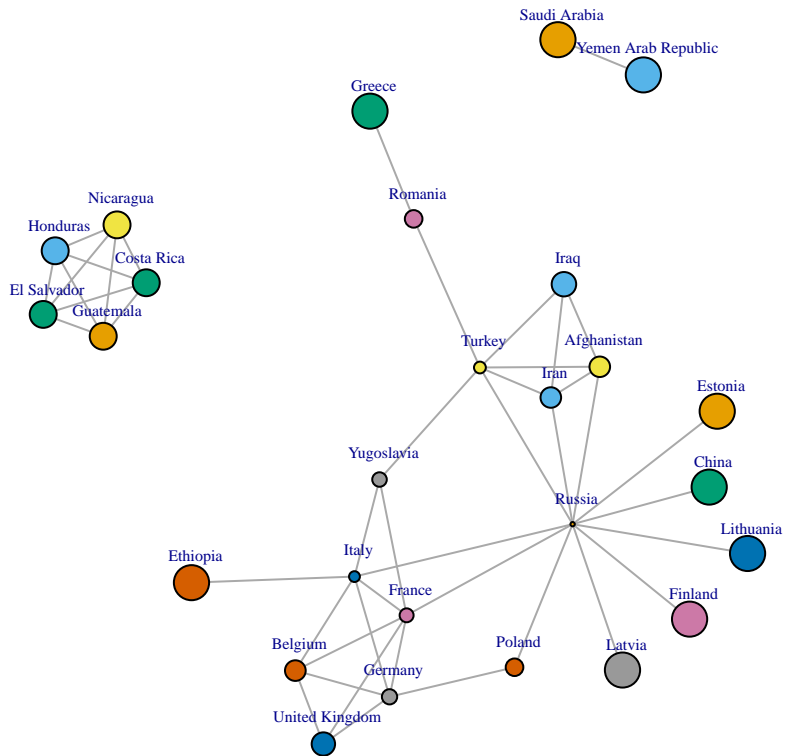 Saudi Arabia
Yemen Arab Republic
Greece
Romania
Nicaragua
Honduras
Costa Rica
El Salvador
Guatemala
Iraq
Turkey
Afghanistan
Iran
Estonia
Yugoslavia
China
Russia
Lithuania
Ethiopia
Italy
France
Finland
Belgium
Germany
Poland
Latvia
United Kingdom